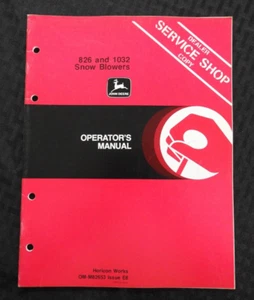 826 and 1032
Snow Blowers
DEALER
SERVICE SHOP
COPY
JOHN DEERE
OPERATOR'S
MANUAL
Horicon Works